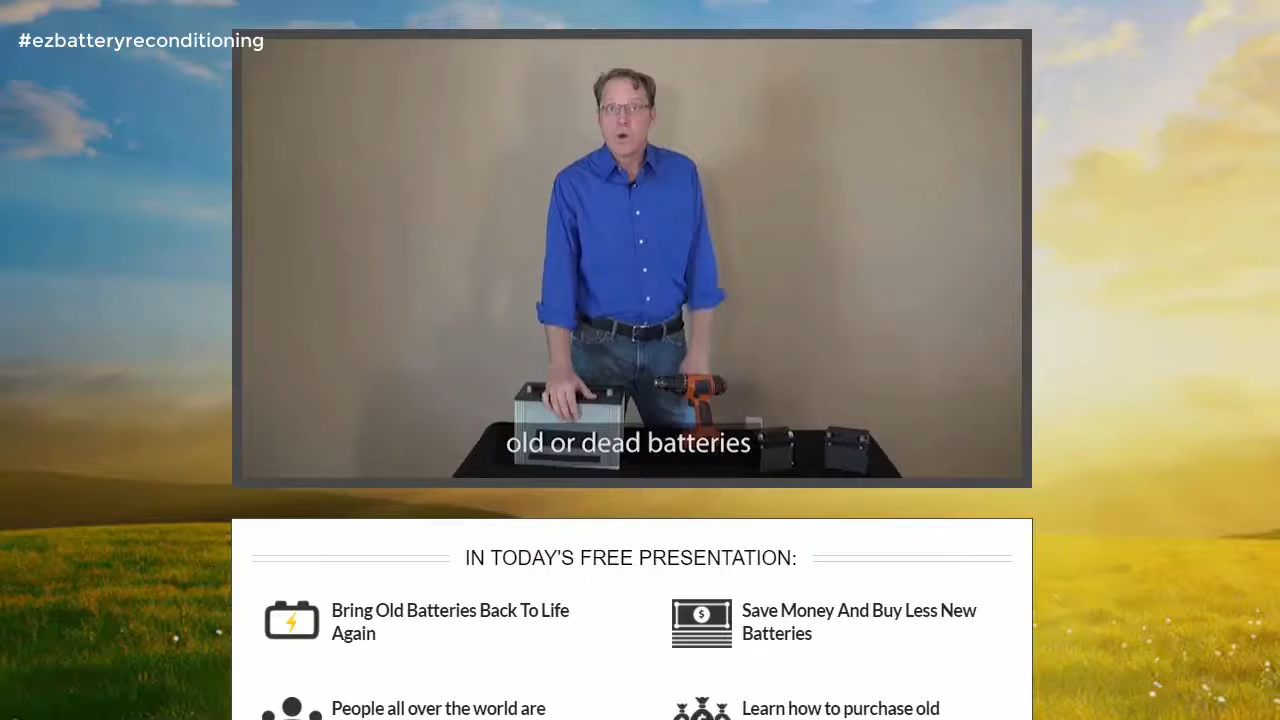 #ezbatteryreconditioning
old or dead batteries
IN TODAY'S FREE PRESENTATION:
Bring Old Batteries Back To Life
Again
Save Money And Buy Less New
Batteries
People all over the world are
Learn how to purchase old